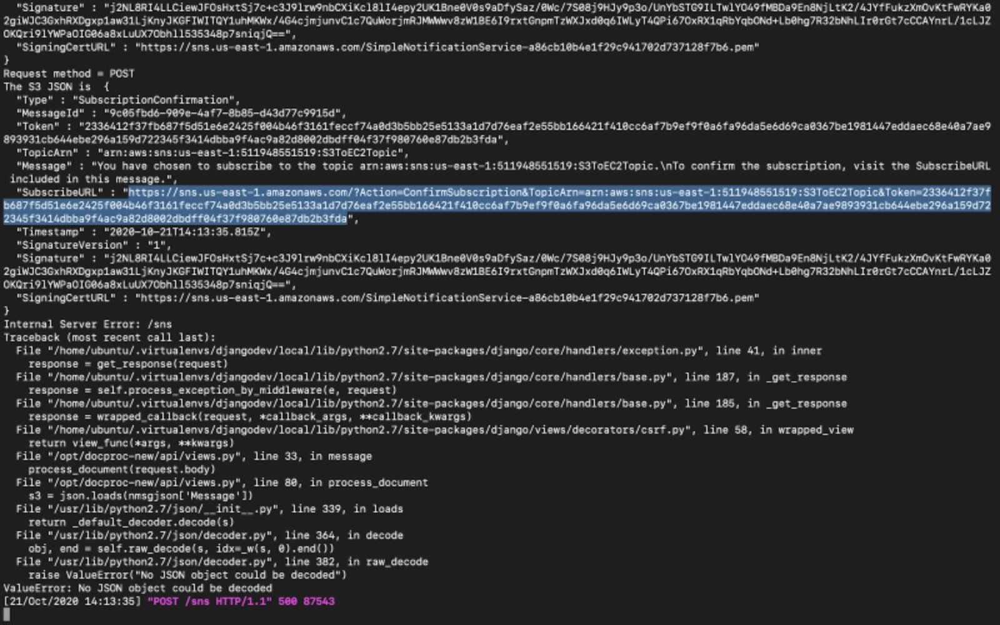 "Signature" : "j2NL8RI4LLCiewJFOsHxtSj7c+c3J9lrw9nbCXiKcl8lI4epy2UK1Bne0V0s9aDfySaz/0Wc/7S08j9HJy9p3o/UnYbSTG9ILTwlYO49fMBDa9En8NjLtK2/4JYfFukzXmOvKtFwRYKa0
2giWJC3GxhRXDgxp1aw31LjKnyJKGFIWITQY1uhMKWx/4G4cjmjunvC1c7QuWorjmRJMWWwv8zW1BE6I9rxtGnpmTzWXJxd0q6IWLyT4QPi67OxRX1qRbYqbONd+Lb0hg7R32bNhLIr0rGt7cCCAYnrL/1cLJZ
OKQri9lYWPaOIG06a8xLuUX7Obhll535348p7sniqjQ==",
"SigningCertURL" : "https://sns.us-east-1.amazonaws.com/SimpleNotificationService-a86cb10b4e1f29c941702d737128f7b6.pem"
}
Request method = POST
The S3 JSON is  {
"Type" : "SubscriptionConfirmation",
"MessageId" : "9c05fbd6-909e-4af7-8b85-d43d77c9915d",
"Token" : "2336412f37fb687f5d51e6e2425f004b46f3161feccf74a0d3b5bb25e5133a1d7d76eaf2e55bb166421f410cc6af7b9ef9f0a6fa96da5e6d69ca0367be1981447eddaec68e40a7ae9
893931cb644ebe296a159d722345f3414dbba9f4ac9a82d8002dbdff04f37f980760e87db2b3fda",
"TopicArn" : "arn:aws:sns:us-east-1:511948551519:S3ToEC2Topic",
"Message" : "You have chosen to subscribe to the topic arn:aws:sns:us-east-1:511948551519:S3ToEC2Topic.\nTo confirm the subscription, visit the SubscribeURL
included in this message.",
"SubscribeURL" : "https://sns.us-east-1.amazonaws.com/?Action=ConfirmSubscription&TopicArn=arn:aws:sns:us-east-1:511948551519:S3ToEC2Topic&Token=2336412f37f
b687f5d51e6e2425f004b46f3161feccf74a0d3b5bb25e5133a1d7d76eaf2e55bb166421f410cc6af7b9ef9f0a6fa96da5e6d69ca0367be1981447eddaec68e40a7ae9893931cb644ebe296a159d72
2345f3414dbba9f4ac9a82d8002dbdff04f37f980760e87db2b3fda",
"Timestamp" : "2020-10-21T14:13:35.815Z",
"SignatureVersion" : "1",
"Signature" : "j2NL8RI4LLCiewJFOsHxtSj7c+c3J9lrw9nbCXiKcl8lI4epy2UK1Bne0V0s9aDfySaz/0Wc/7S08j9HJy9p3o/UnYbSTG9ILTwlYO49fMBDa9En8NjLtK2/4JYfFukzXmOvKtFwRYKa0
2giWJC3GxhRXDgxp1aw31LjKnyJKGFIWITQY1uhMKWx/4G4cjmjunvC1c7QuWorjmRJMWWwv8zW1BE6I9rxtGnpmTzWXJxd0q6IWLyT4QPi67OxRX1qRbYqbONd+Lb0hg7R32bNhLIr0rGt7cCCAYnrL/1cLJZ
OKQri9lYWPaOIG06a8xLuUX7Obhll535348p7sniqjQ==",
"SigningCertURL" : "https://sns.us-east-1.amazonaws.com/SimpleNotificationService-a86cb10b4e1f29c941702d737128f7b6.pem"
}
Internal Server Error: /sns
Traceback (most recent call last):
File "/home/ubuntu/.virtualenvs/djangodev/local/lib/python2.7/site-packages/django/core/handlers/exception.py", line 41, in inner
response = get_response(request)
File "/home/ubuntu/.virtualenvs/djangodev/local/lib/python2.7/site-packages/django/core/handlers/base.py", line 187, in _get_response
response = self.process_exception_by_middleware(e, request)
File "/home/ubuntu/.virtualenvs/djangodev/local/lib/python2.7/site-packages/django/core/handlers/base.py", line 185, in _get_response
response = wrapped_callback(request, *callback_args, **callback_kwargs)
File "/home/ubuntu/.virtualenvs/djangodev/local/lib/python2.7/site-packages/django/views/decorators/csrf.py", line 58, in wrapped_view
return view_func(*args, **kwargs)
File "/opt/docproc-new/api/views.py", line 33, in message
process_document(request.body)
File "/opt/docproc-new/api/views.py", line 80, in process_document
s3 = json.loads(nmsgjson['Message'])
File "/usr/lib/python2.7/json/__init__.py", line 339, in loads
return _default_decoder.decode(s)
File "/usr/lib/python2.7/json/decoder.py", line 364, in decode
obj, end = self.raw_decode(s, idx=_w(s, 0).end())
File "/usr/lib/python2.7/json/decoder.py", line 382, in raw_decode
raise ValueError("No JSON object could be decoded")
ValueError: No JSON object could be decoded
[21/Oct/2020 14:13:35] "POST /sns HTTP/1.1" 500 87543